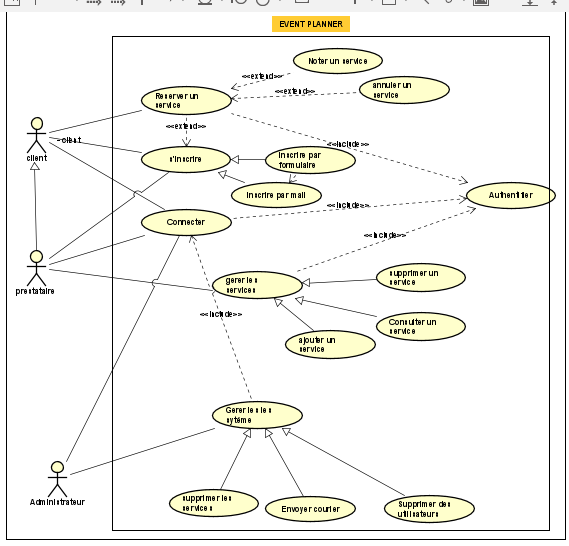 EVENT PLANNER
Noter un service
<<extend>>
annuler un
service
<<extend>>
Reserver un
service
<<extend>>
<<include>>
client
- client
s'inscrire
inscrire par
formulaire
inscrire par mail
Authentifier
<<include>>
Connecter
<<include>>
prestataire
gerer les
services
supprimer un
service
<<include>>
Consulter un
service
ajouter un
service
Gerer les les
sytéme
Administrateur
supprimer les
services
Envoyer courier
Supprimer des
utilisateurs